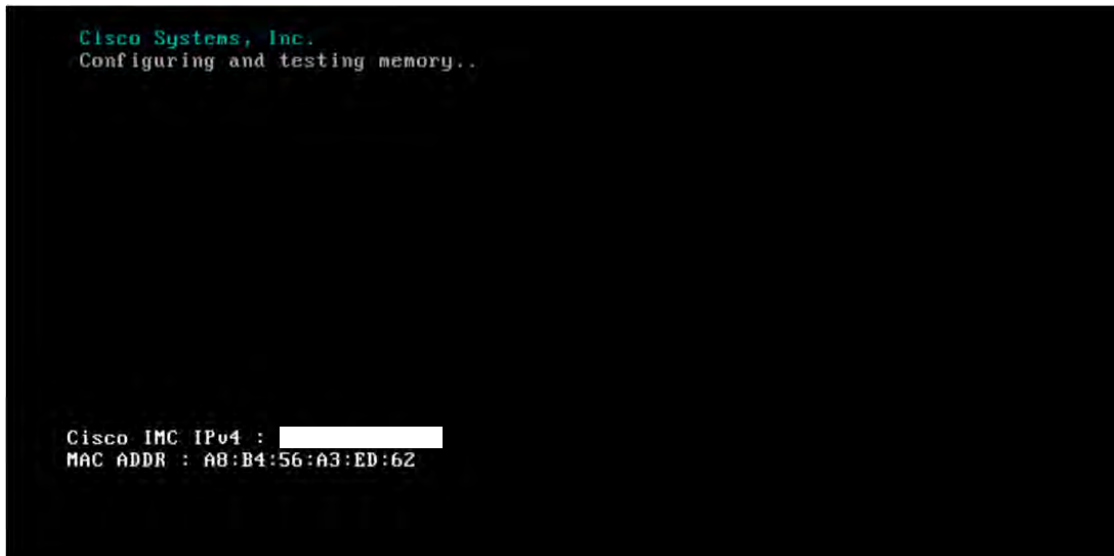 Cisco Systems, Inc.
Configuring and testing memory..
Cisco IMC IPv4 :
MAC ADDR : A8:B4:56:A3:ED:62